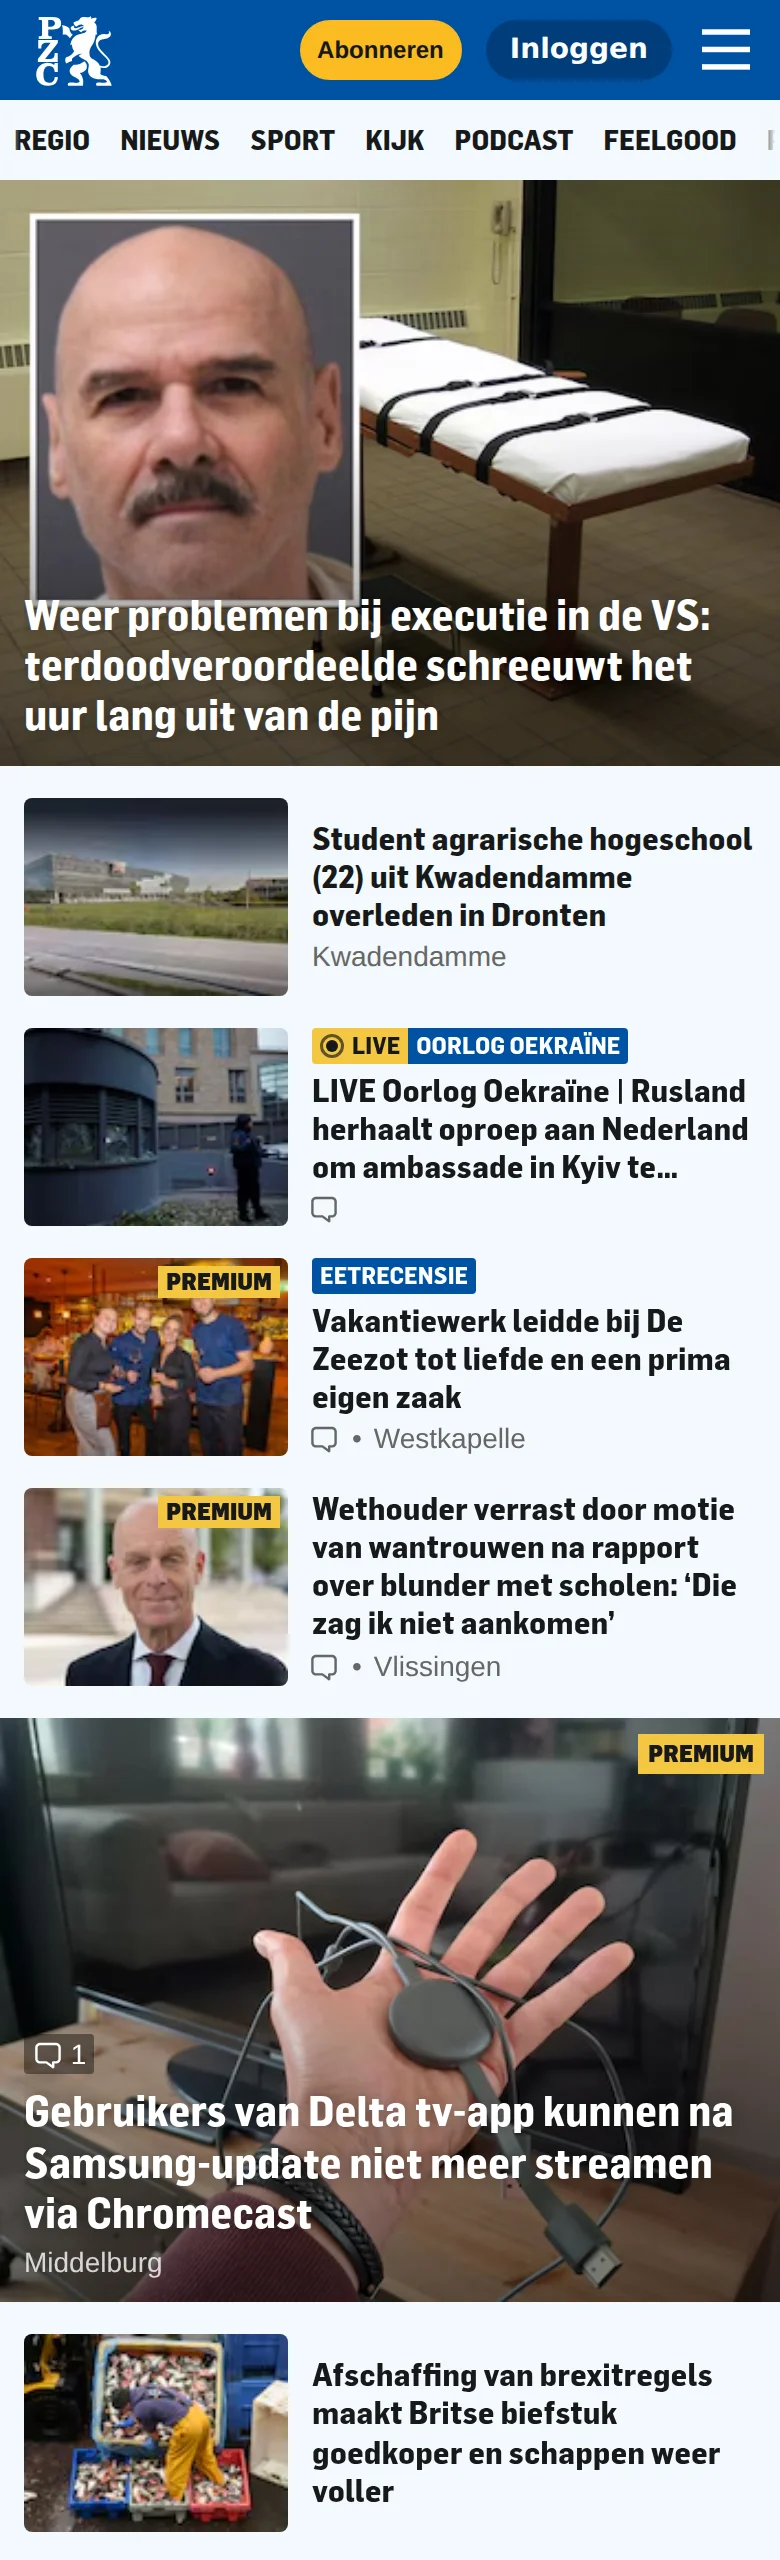 PZC
Abonneren
Inloggen
REGIO NIEUWS SPORT KIJK PODCAST FEELGOOD
Weer problemen bij executie in de VS:
terdoodveroordeelde schreeuwt het
uur lang uit van de pijn
Student agrarische hogeschool
(22) uit Kwadendamme
overleden in Dronten
Kwadendamme
LIVE OORLOG OEKRAÏNE
LIVE Oorlog Oekraïne | Rusland
herhaalt oproep aan Nederland
om ambassade in Kyiv te...
PREMIUM
EETRECENSIE
Vakantiewerk leidde bij De
Zeezot tot liefde en een prima
eigen zaak
• Westkapelle
PREMIUM
Wethouder verrast door motie
van wantrouwen na rapport
over blunder met scholen: ‘Die
zag ik niet aankomen’
• Vlissingen
PREMIUM
1
Gebruikers van Delta tv-app kunnen na
Samsung-update niet meer streamen
via Chromecast
Middelburg
Afschaffing van brexitregels
maakt Britse biefstuk
goedkoper en schappen weer
voller